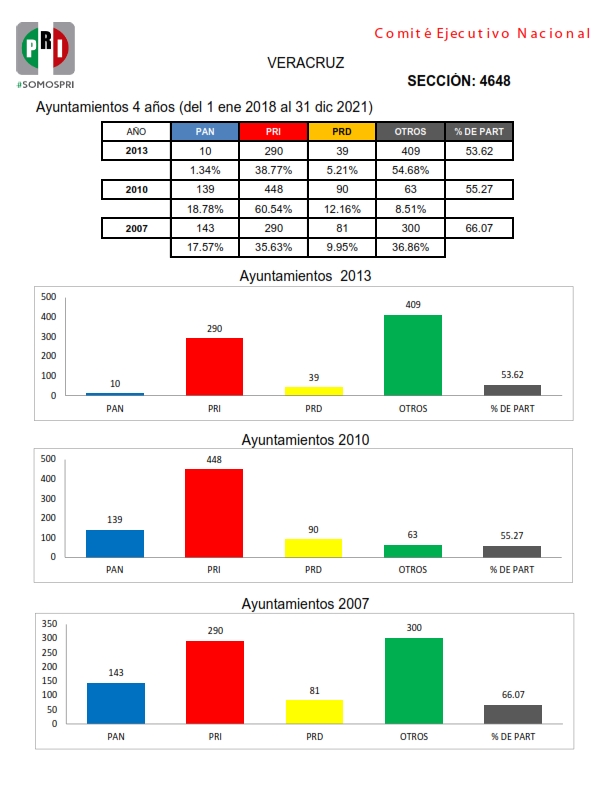 Comité Ejecutivo Nacional
PRI
#SOMOSPRI
VERACRUZ
SECCIÓN: 4648
Ayuntamientos 4 años (del 1 ene 2018 al 31 dic 2021)
AÑO PAN PRI PRD OTROS % DE PART
2013 10 290 39 409 53.62
1.34% 38.77% 5.21% 54.68%
2010 139 448 90 63 55.27
18.78% 60.54% 12.16% 8.51%
2007 143 290 81 300 66.07
17.57% 35.63% 9.95% 36.86%
Ayuntamientos 2013
500
400
300
200
100
0
10 290 39 409 53.62
PAN PRI PRD OTROS % DE PART
Ayuntamientos 2010
500
400
300
200
100
0
139 448 90 63 55.27
PAN PRI PRD OTROS % DE PART
Ayuntamientos 2007
350
300
250
200
150
100
50
0
143 290 81 300 66.07
PAN PRI PRD OTROS % DE PART